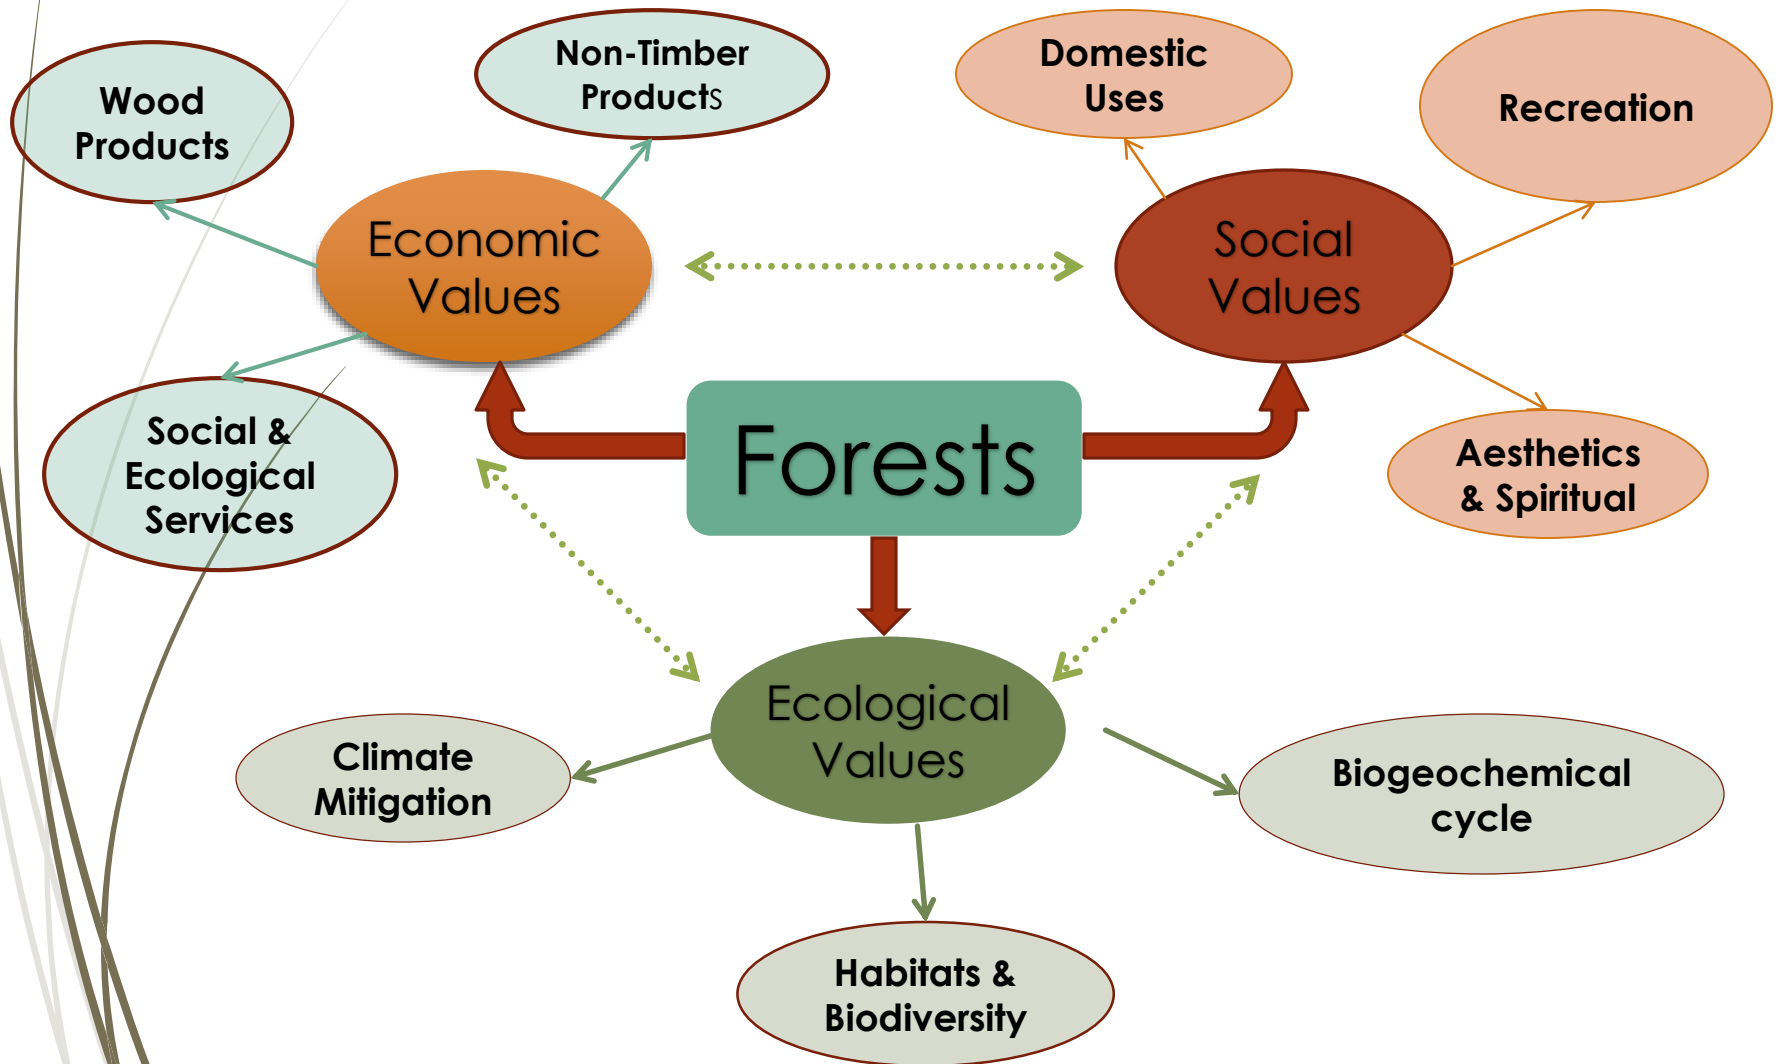 Wood
Products
Non-Timber
Products
Domestic
Uses
Recreation
Economic
Values
Social
Values
Social &
Ecological
Services
Forests
Aesthetics
& Spiritual
Ecological
Values
Climate
Mitigation
Biogeochemical
cycle
Habitats &
Biodiversity